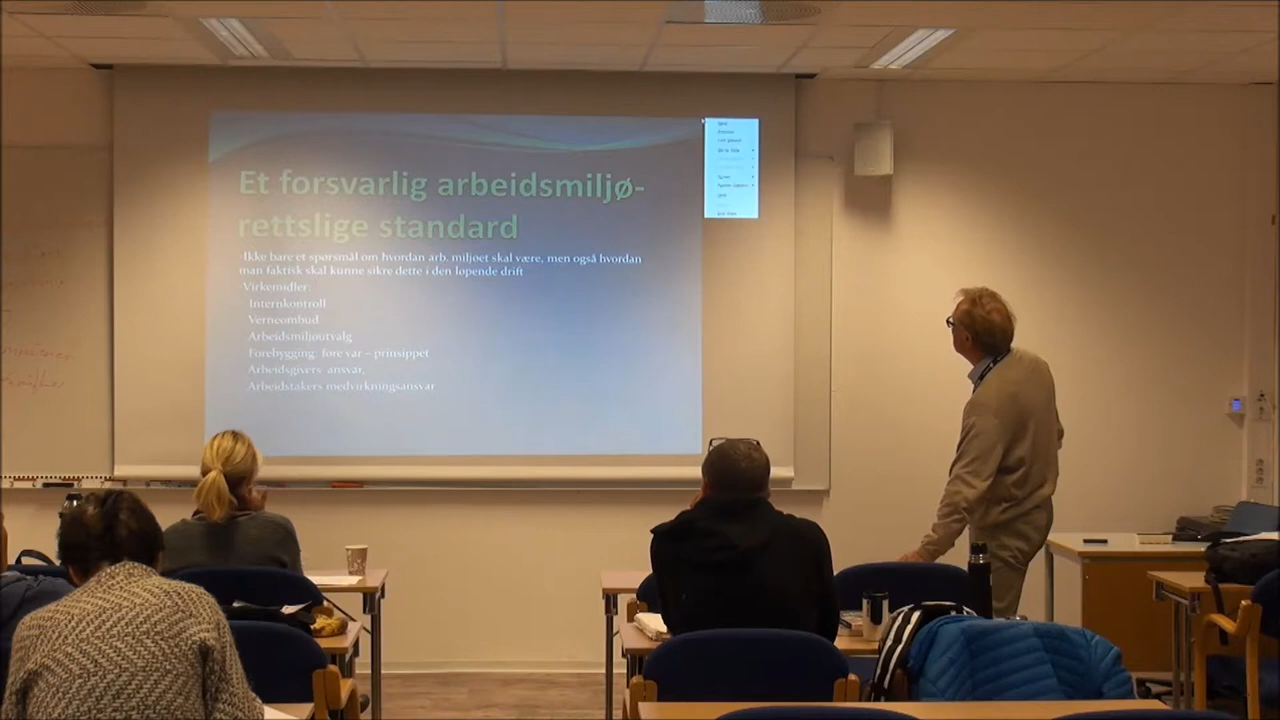 Et forsvarlig arbeidsmiljø-
rettslige standard
Ikke bare et spørsmål om hvordan arb. miljøet skal være, men også hvordan
man faktisk skal kunne sikre dette i den løpende drift
Virkemidler:
Internkontroll
Verneombud
Arbeidsmiljøutvalg
Forebygging: føre var – prinsippet
Arbeidsgivers ansvar,
Arbeidstakers medvirkningsansvar